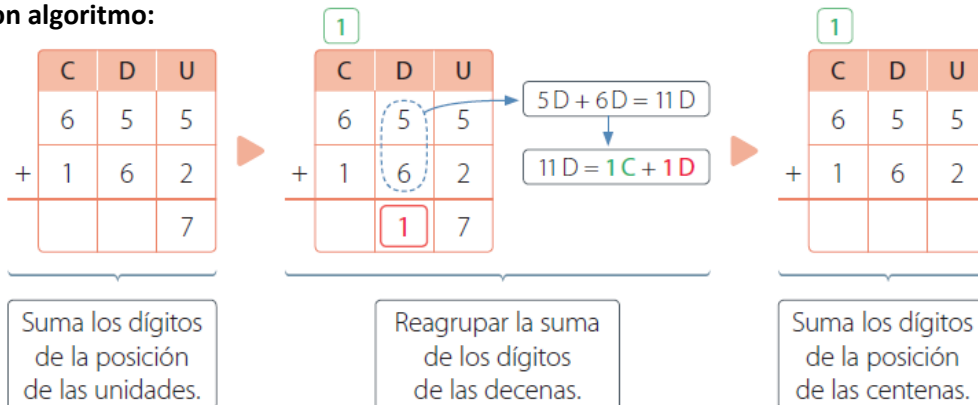 on algoritmo:
1
C D U
6 5 5
+ 1 6 2
7
C D U
6 5 5
+ 1 6 2
1 7
5 D + 6 D = 11 D
11 D = 1 C + 1 D
1
C D U
6 5 5
+ 1 6 2
Suma los dígitos
de la posición
de las unidades.
Reagrupar la suma
de los dígitos
de las decenas.
Suma los dígitos
de la posición
de las centenas.